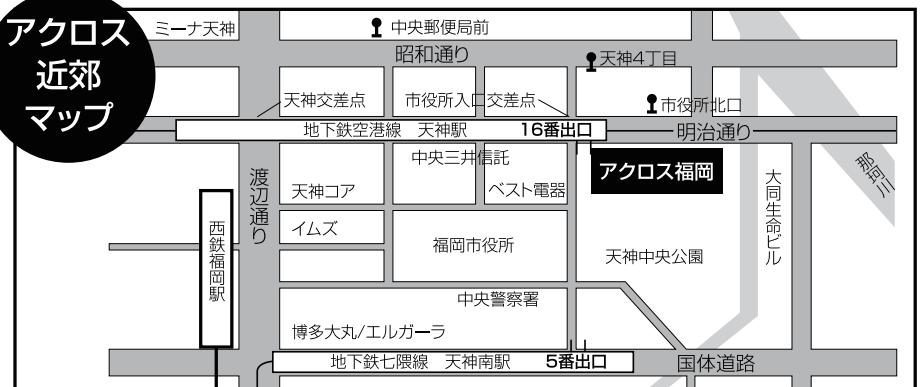 アクロス
近郊
マップ
ミーナ天神
中央郵便局前
昭和通り
天神4丁目
天神交差点
市役所入口交差点
市役所北口
地下鉄空港線 天神駅 16番出口
明治通り
中央三井信託
アクロス福岡
渡辺通り
天神コア
ベスト電器
大同生命ビル
那珂川
西鉄福岡駅
イムズ
福岡市役所
天神中央公園
中央警察署
博多大丸/エルガーラ
地下鉄七隈線 天神南駅 5番出口
国体道路